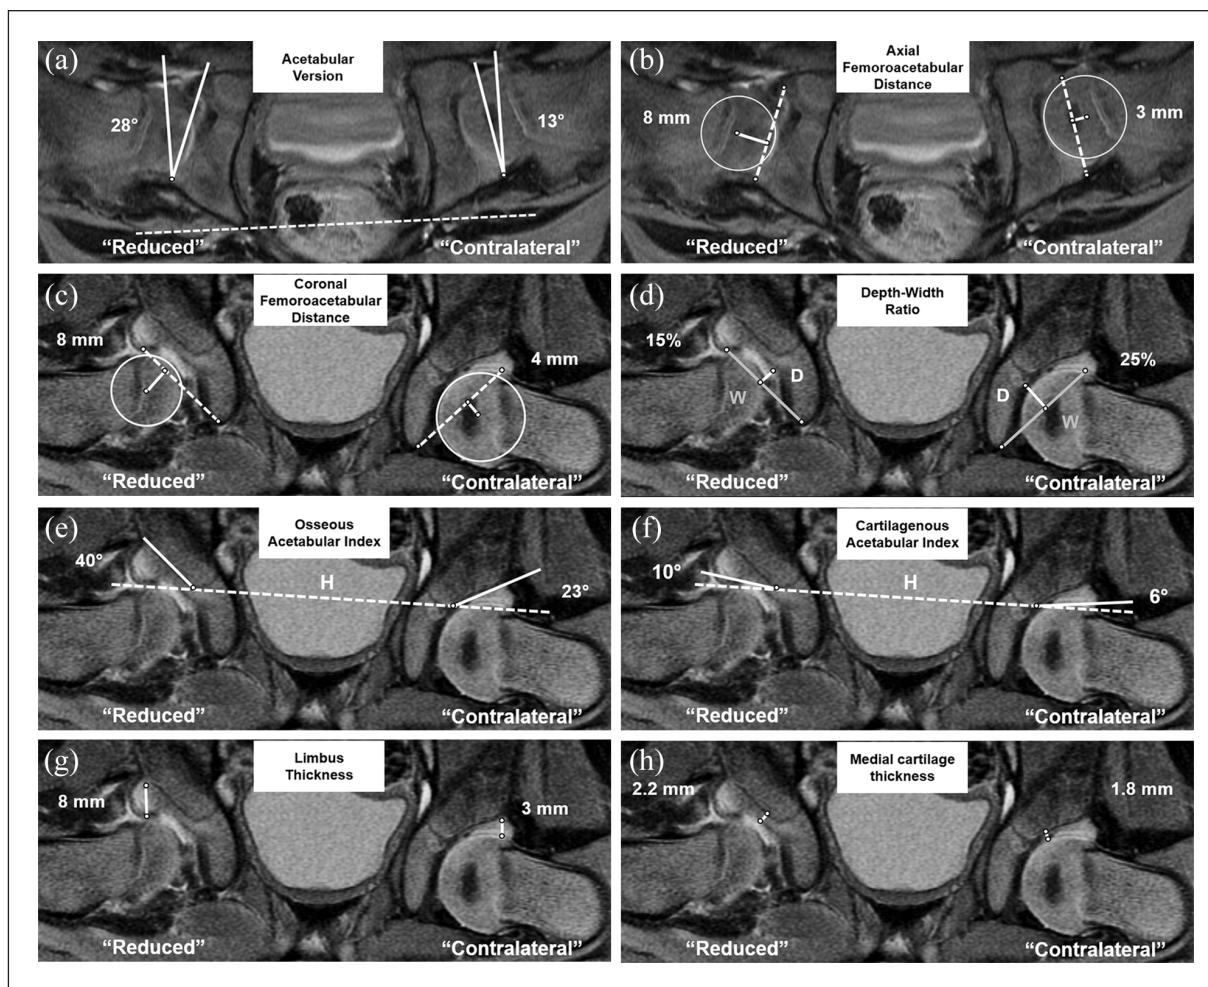 (a)
Acetabular
Version
28°
13°
“Reduced”
“Contralateral”
(b)
Axial
Femoroacetabular
Distance
8 mm
3 mm
“Reduced”
“Contralateral”
(c)
Coronal
Femoroacetabular
Distance
8 mm
4 mm
“Reduced”
“Contralateral”
(d)
Depth-Width
Ratio
15%
25%
D
W
D
W
“Reduced”
“Contralateral”
(e)
Osseous
Acetabular Index
40°
H
23°
“Reduced”
“Contralateral”
(f)
Cartilagenous
Acetabular Index
10°
H
6°
“Reduced”
“Contralateral”
(g)
Limbus
Thickness
8 mm
3 mm
“Reduced”
“Contralateral”
(h)
Medial cartilage
thickness
2.2 mm
1.8 mm
“Reduced”
“Contralateral”